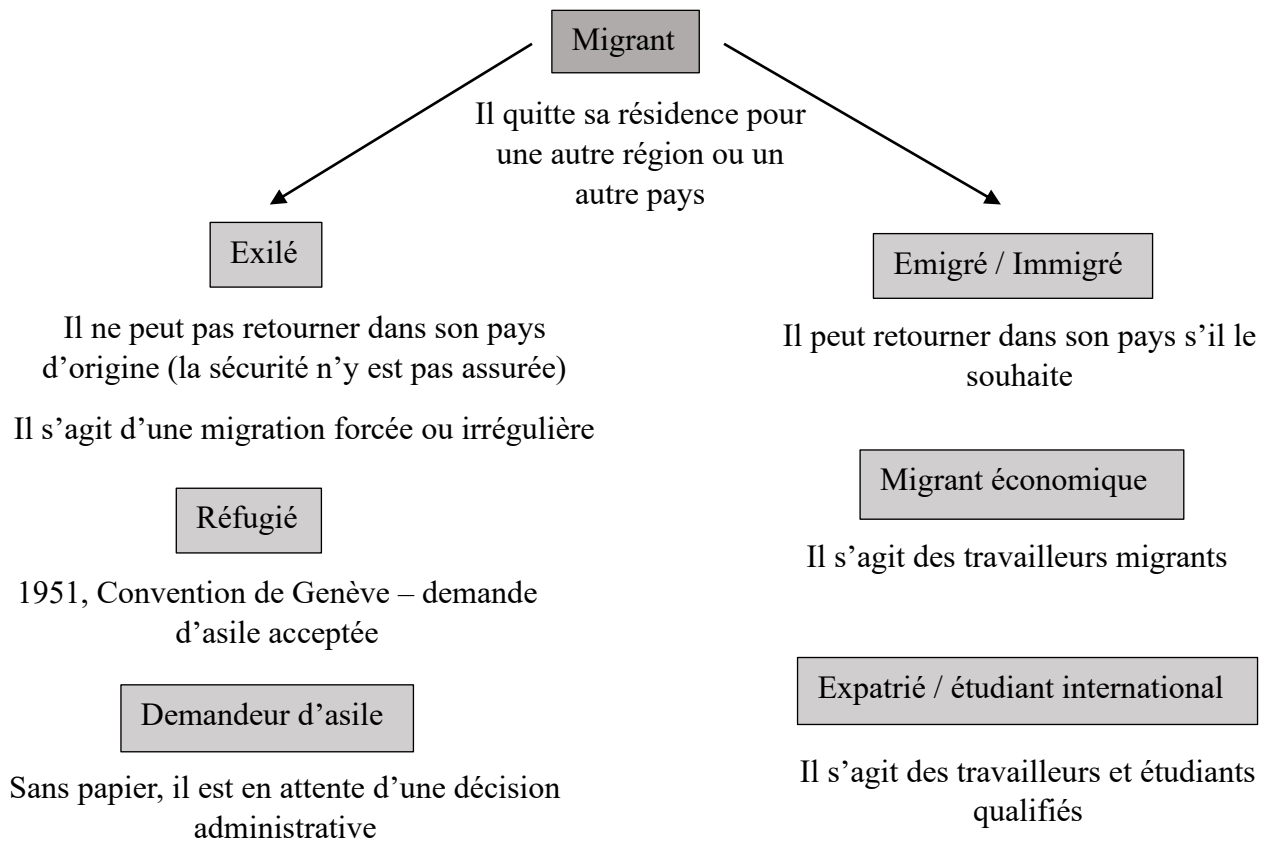 Migrant
Il quitte sa résidence pour
une autre région ou un
autre pays
Exilé
Il ne peut pas retourner dans son pays
d’origine (la sécurité n’y est pas assurée)
Il s’agit d’une migration forcée ou irrégulière
Réfugié
1951, Convention de Genève – demande
d’asile acceptée
Demandeur d’asile
Sans papier, il est en attente d’une décision
administrative
Emigré / Immigré
Il peut retourner dans son pays s’il le
souhaite
Migrant économique
Il s’agit des travailleurs migrants
Expatrié / étudiant international
Il s’agit des travailleurs et étudiants
qualifiés